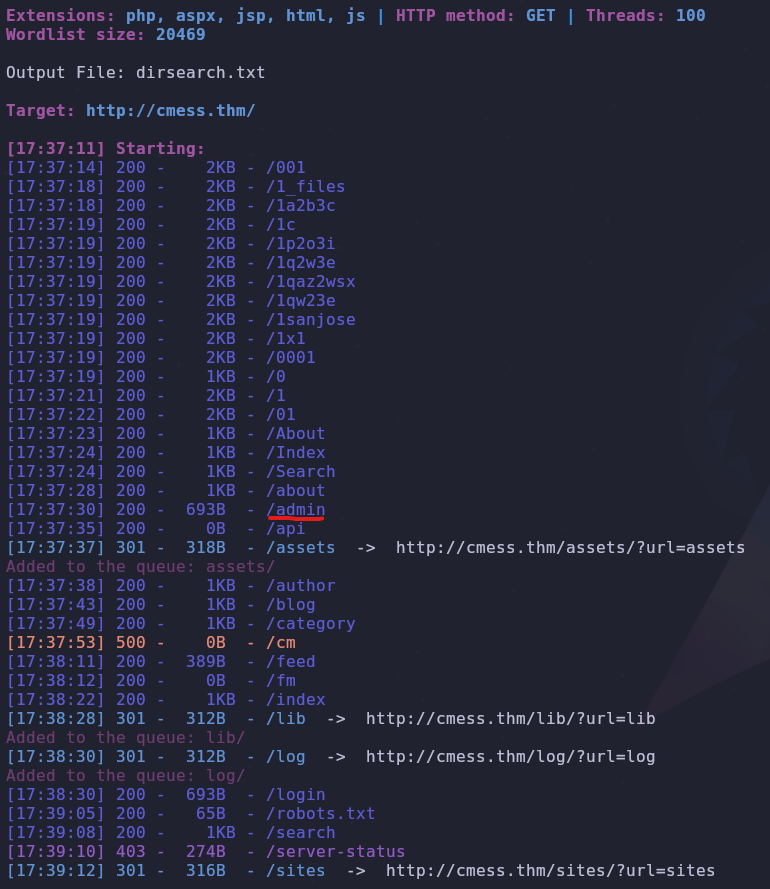 Extensions: php, aspx, jsp, html, js | HTTP method: GET | Threads: 100
Wordlist size: 20469
Output File: dirsearch.txt
Target: http://cmess.thm/
[17:37:11] Starting:
[17:37:14] 200 -    2KB - /001
[17:37:18] 200 -    2KB - /1_files
[17:37:18] 200 -    2KB - /1a2b3c
[17:37:19] 200 -    2KB - /1c
[17:37:19] 200 -    2KB - /1p2o3i
[17:37:19] 200 -    2KB - /1q2w3e
[17:37:19] 200 -    2KB - /1qaz2wsx
[17:37:19] 200 -    2KB - /1qw23e
[17:37:19] 200 -    2KB - /1sanjose
[17:37:19] 200 -    2KB - /1x1
[17:37:19] 200 -    2KB - /0001
[17:37:19] 200 -    1KB - /0
[17:37:21] 200 -    2KB - /1
[17:37:22] 200 -    2KB - /01
[17:37:23] 200 -    1KB - /About
[17:37:24] 200 -    1KB - /Index
[17:37:24] 200 -    1KB - /Search
[17:37:28] 200 -    1KB - /about
[17:37:30] 200 -  693B  - /admin
[17:37:35] 200 -    0B  - /api
[17:37:37] 301 -  318B  - /assets  ->  http://cmess.thm/assets/?url=assets
Added to the queue: assets/
[17:37:38] 200 -    1KB - /author
[17:37:43] 200 -    1KB - /blog
[17:37:49] 200 -    1KB - /category
[17:37:53] 500 -    0B  - /cm
[17:38:11] 200 -  389B  - /feed
[17:38:12] 200 -    0B  - /fm
[17:38:22] 200 -    1KB - /index
[17:38:28] 301 -  312B  - /lib  ->  http://cmess.thm/lib/?url=lib
Added to the queue: lib/
[17:38:30] 301 -  312B  - /log  ->  http://cmess.thm/log/?url=log
Added to the queue: log/
[17:38:30] 200 -  693B  - /login
[17:39:05] 200 -   65B  - /robots.txt
[17:39:08] 200 -    1KB - /search
[17:39:10] 403 -  274B  - /server-status
[17:39:12] 301 -  316B  - /sites  ->  http://cmess.thm/sites/?url=sites